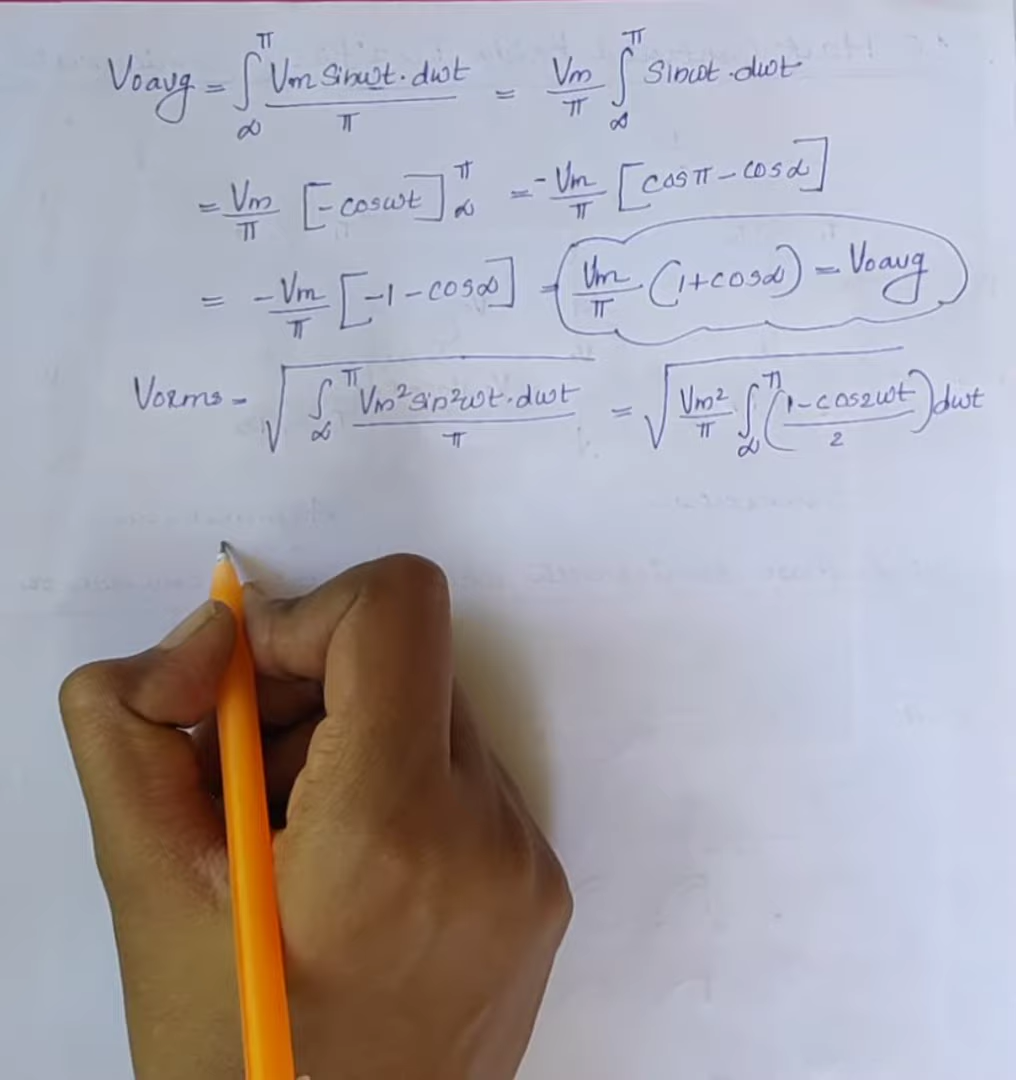 Voavg = ∫_α^π Vm Sinωt · dωt / π = Vm/π ∫_α^π Sinωt · dωt
= Vm/π [-cosωt]_α^π = -Vm/π [cosπ - cosα]
= -Vm/π [-1 - cosα] = Vm/π (1+cosα) = Voavg
Vorms = √(∫_α^π Vm² sin²ωt · dωt / π) = √(Vm²/π ∫_α^π (1-cos2ωt / 2) dωt)